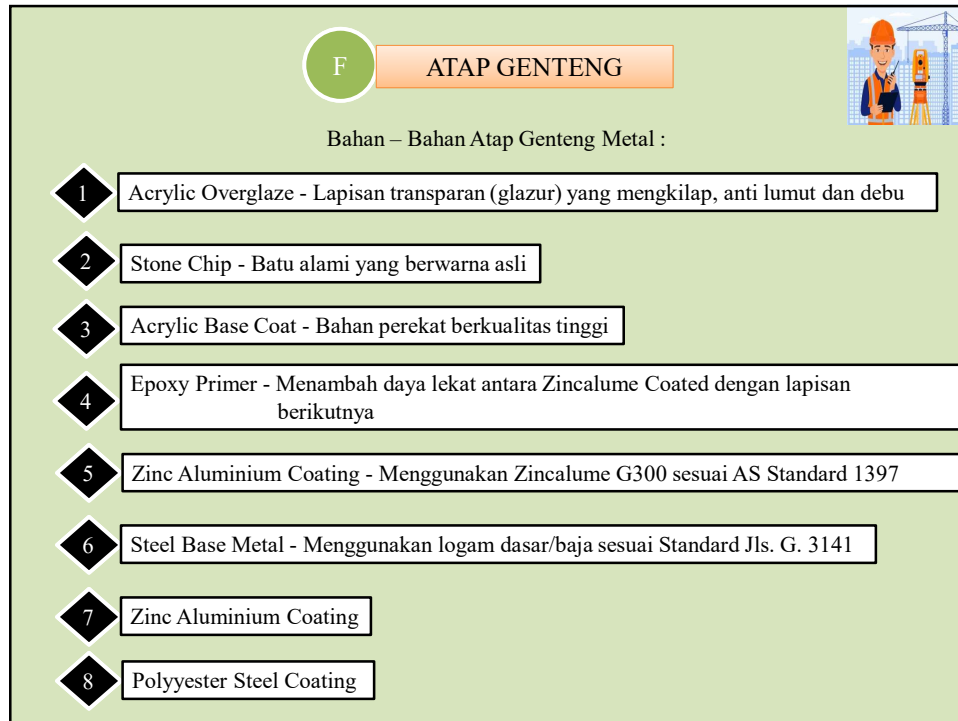 F
ATAP GENTENG
Bahan – Bahan Atap Genteng Metal :
1
Acrylic Overglaze - Lapisan transparan (glazur) yang mengkilap, anti lumut dan debu
2
Stone Chip - Batu alami yang berwarna asli
3
Acrylic Base Coat - Bahan perekat berkualitas tinggi
4
Epoxy Primer - Menambah daya lekat antara Zincalume Coated dengan lapisan
berikutnya
5
Zinc Aluminium Coating - Menggunakan Zincalume G300 sesuai AS Standard 1397
6
Steel Base Metal - Menggunakan logam dasar/baja sesuai Standard Jls. G. 3141
7
Zinc Aluminium Coating
8
Polyyester Steel Coating